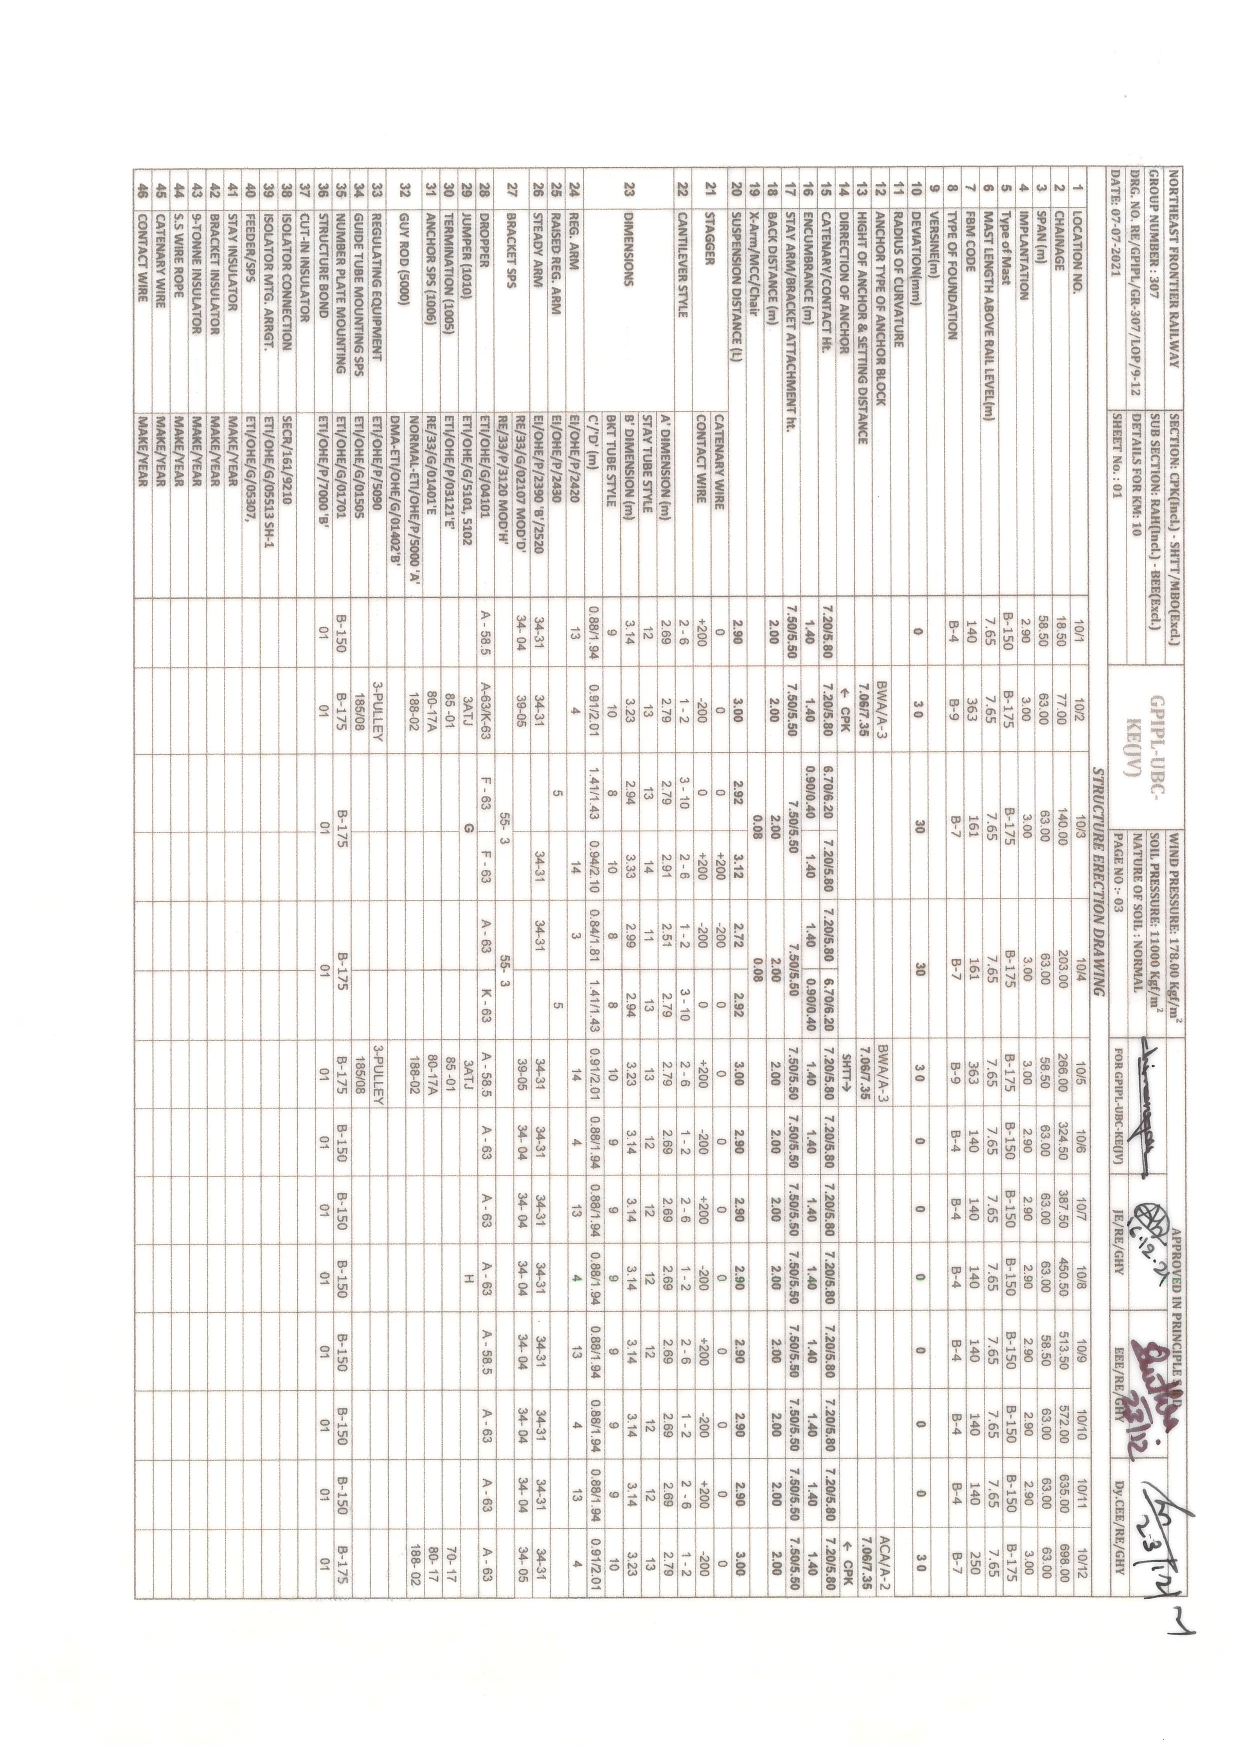 NORTHEAST FRONTIER RAILWAY SECTION: CPK(Incl.) - SHTT/MBO(Excl.) GPIPL-UBC-KE(JV) WIND PRESSURE: 178.00 Kgf/m² APPROVED IN PRINCIPLE
GROUP NUMBER : 307 SUB SECTION: RAH(Incl.) - BEE(Excl.) SOIL PRESSURE: 11000 Kgf/m²
DRG. NO. RE/GPIPL/GR-307/LOP/9-12 DETAILS FOR KM: 10 NATURE OF SOIL : NORMAL 16.12.21 23/12
DATE: 07-07-2021 SHEET No. : 01 PAGE NO :- 03 FOR GPIPL-UBC-KE(JV) JE/RE/GHY EEE/RE/GHY Dy.CEE/RE/GHY
STRUCTURE ERECTION DRAWING
1 LOCATION NO. 10/1 10/2 10/3 10/4 10/5 10/6 10/7 10/8 10/9 10/10 10/11 10/12
2 CHAINAGE 18.50 77.00 140.00 203.00 266.00 324.50 387.50 450.50 513.50 572.00 635.00 698.00
3 SPAN (m) 58.50 63.00 63.00 63.00 58.50 63.00 63.00 63.00 58.50 63.00 63.00 63.00
4 IMPLANTATION 2.90 3.00 3.00 3.00 3.00 2.90 2.90 2.90 2.90 2.90 2.90 3.00
5 Type of Mast B-150 B-175 B-175 B-175 B-175 B-150 B-150 B-150 B-150 B-150 B-150 B-175
6 MAST LENGTH ABOVE RAIL LEVEL(m) 7.65 7.65 7.65 7.65 7.65 7.65 7.65 7.65 7.65 7.65 7.65 7.65
7 FBM CODE 140 363 161 161 363 140 140 140 140 140 140 250
8 TYPE OF FOUNDATION B-4 B-9 B-7 B-7 B-9 B-4 B-4 B-4 B-4 B-4 B-4 B-7
9 VERSINE(m)
10 DEVIATION(mm) 0 30 30 30 30 0 0 0 0 0 0 30
11 RADIUS OF CURVATURE
12 ANCHOR TYPE OF ANCHOR BLOCK BWA/A-3 BWA/A-3 ACA/A-2
13 HIGHT OF ANCHOR & SETTING DISTANCE 7.06/7.35 7.06/7.35 7.06/7.35
14 DIRRECTION OF ANCHOR ← CPK SHTT→ ← CPK
15 CATENARY/CONTACT Ht. 7.20/5.80 7.20/5.80 6.70/6.20 7.20/5.80 7.20/5.80 6.70/6.20 7.20/5.80 7.20/5.80 7.20/5.80 7.20/5.80 7.20/5.80 7.20/5.80 7.20/5.80 7.20/5.80
16 ENCUMBRANCE (m) 1.40 1.40 0.90/0.40 1.40 1.40 0.90/0.40 1.40 1.40 1.40 1.40 1.40 1.40 1.40 1.40
17 STAY ARM/BRACKET ATTACHMENT ht. 7.50/5.50 7.50/5.50 7.50/5.50 7.50/5.50 7.50/5.50 7.50/5.50 7.50/5.50 7.50/5.50 7.50/5.50 7.50/5.50 7.50/5.50 7.50/5.50
18 BACK DISTANCE (m) 2.00 2.00 2.00 2.00 2.00 2.00 2.00 2.00 2.00 2.00 2.00 2.00
19 X-Arm/MCC/Chair 0.08 0.08
20 SUSPENSION DISTANCE (L) 2.90 3.00 2.92 3.12 2.72 2.92 3.00 2.90 2.90 2.90 2.90 2.90 2.90 3.00
21 STAGGER CATENARY WIRE 0 0 0 +200 -200 0 0 0 0 0 0 0 0 0
CONTACT WIRE +200 -200 0 +200 -200 0 +200 -200 +200 -200 +200 -200 +200 -200
22 CANTILEVER STYLE 2 - 6 1 - 2 3 - 10 2 - 6 1 - 2 3 - 10 2 - 6 1 - 2 2 - 6 1 - 2 2 - 6 1 - 2 2 - 6 1 - 2
23 DIMENSIONS A' DIMENSION (m) 2.69 2.79 2.79 2.91 2.51 2.79 2.79 2.69 2.69 2.69 2.69 2.69 2.69 2.79
STAY TUBE STYLE 12 13 13 14 11 13 13 12 12 12 12 12 12 13
B' DIMENSION (m) 3.14 3.23 2.94 3.33 2.99 2.94 3.23 3.14 3.14 3.14 3.14 3.14 3.14 3.23
BKT TUBE STYLE 9 10 8 10 8 8 10 9 9 9 9 9 9 10
C'/'D' (m) 0.88/1.94 0.91/2.01 1.41/1.43 0.94/2.10 0.84/1.81 1.41/1.43 0.91/2.01 0.88/1.94 0.88/1.94 0.88/1.94 0.88/1.94 0.88/1.94 0.88/1.94 0.91/2.01
24 REG. ARM EI/OHE/P/2420 13 4 14 3 14 4 13 4 13 4 13 4
25 RAISED REG. ARM EI/OHE/P/2430 5 5
26 STEADY ARM EI/OHE/P/2390 'B'/2520 34-31 34-31 34-31 34-31 34-31 34-31 34-31 34-31 34-31 34-31 34-31 34-31
27 BRACKET SPS RE/33/G/02107 MOD'D' 34- 04 39-05 39-05 34- 04 34- 04 34- 04 34- 04 34- 04 34- 04 34- 05
RE/33/P/3120 MOD'H' 55- 3 55- 3
28 DROPPER ETI/OHE/G/04101 A - 58.5 A-63/K-63 F - 63 F - 63 A - 63 K - 63 A - 58.5 A - 63 A - 63 A - 63 A - 58.5 A - 63 A - 63 A - 63
29 JUMPER (1010) ETI/OHE/G/5101, 5102 3ATJ G 3ATJ H
30 TERMINATION (1005) ETI/OHE/P/03121'E' 85 -01 85 -01 70- 17
31 ANCHOR SPS (1006) RE/33/G/01401'E 80-17A 80-17A 80- 17
32 GUY ROD (5000) NORMAL-ETI/OHE/P/5000 'A' 188-02 188-02 188- 02
DMA-ETI/OHE/G/01402'B'
33 REGULATING EQUIPMENT ETI/OHE/P/5090 3-PULLEY 3-PULLEY
34 GUIDE TUBE MOUNTING SPS ETI/OHE/G/01505 185/08 185/08
35 NUMBER PLATE MOUNTING ETI/OHE/G/01701 B-150 B-175 B-175 B-175 B-175 B-150 B-150 B-150 B-150 B-150 B-150 B-175
36 STRUCTURE BOND ETI/OHE/P/7000 'B' 01 01 01 01 01 01 01 01 01 01 01 01
37 CUT-IN INSULATOR
38 ISOLATOR CONNECTION SECR/161/9210
39 ISOLATOR MTG. ARRGT. ETI/OHE/G/05513 SH-1
40 FEEDER/SPS ETI/OHE/G/05307,
41 STAY INSULATOR MAKE/YEAR
42 BRACKET INSULATOR MAKE/YEAR
43 9-TONNE INSULATOR MAKE/YEAR
44 S.S WIRE ROPE MAKE/YEAR
45 CATENARY WIRE MAKE/YEAR
46 CONTACT WIRE MAKE/YEAR